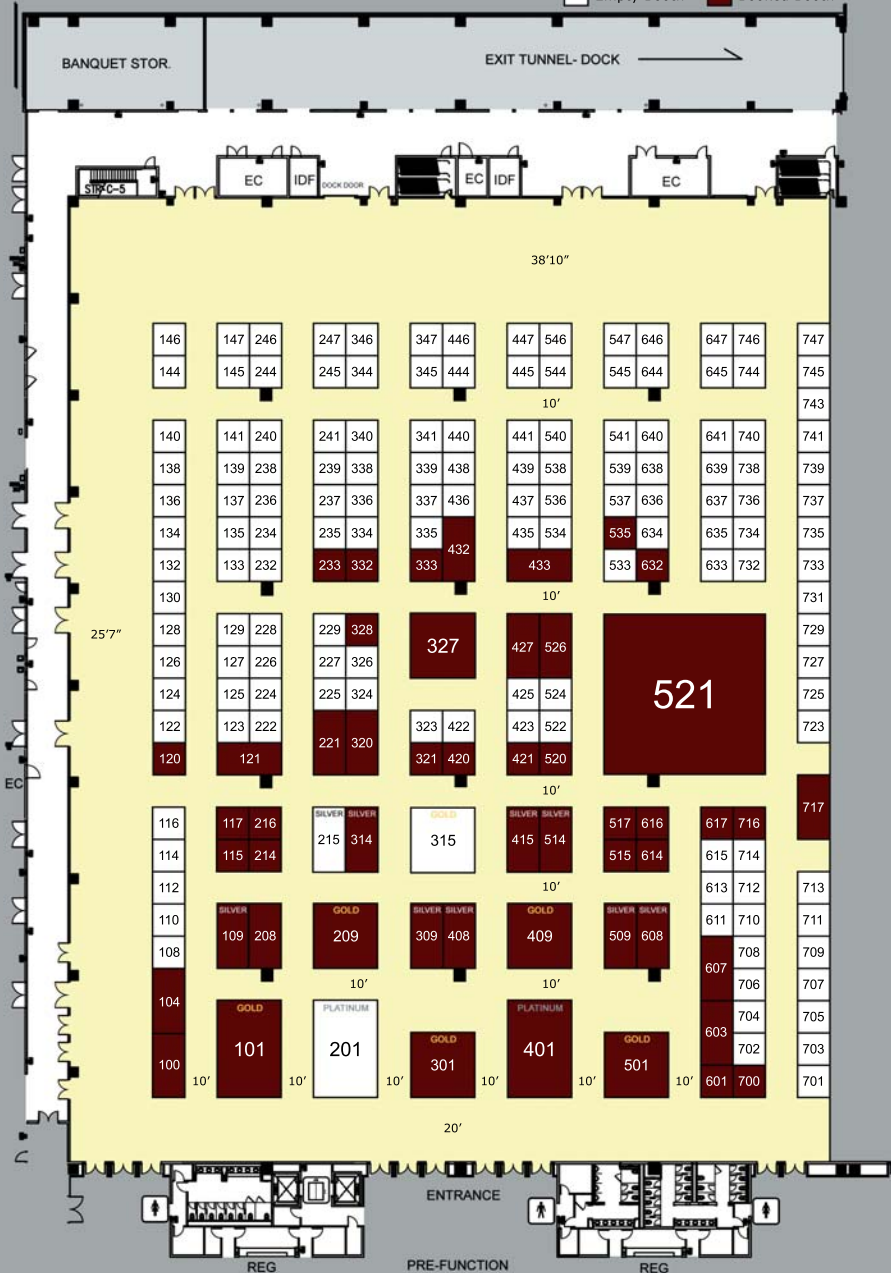 Empty Booth Booked Booth
BANQUET STOR.
EXIT TUNNEL- DOCK
EC
IDF
DOCK DOOR
EC
IDF
EC
STR C-5
38'10"
146 147 246 247 346 347 446 447 546 547 646 647 746 747
144 145 244 245 344 345 444 445 544 545 644 645 744 745
10'
743
140 141 240 241 340 341 440 441 540 541 640 641 740 741
138 139 238 239 338 339 438 439 538 539 638 639 738 739
136 137 236 237 336 337 436 437 536 537 636 637 736 737
134 135 234 235 334 335 432 435 534 535 634 635 734 735
132 133 232 233 332 333 433 533 632 633 732 733
130 10' 731
128 129 228 229 328 327 427 526 521 729
25'7"
126 127 226 227 326 727
124 125 224 225 324 425 524 725
122 123 222 221 320 323 422 423 522 723
120 121 321 420 421 520
EC
10'
717
SILVER SILVER GOLD SILVER SILVER
116 117 216 215 314 315 415 514 517 616 617 716
114 115 214 515 614 615 714
112 10' 613 712 713
SILVER GOLD SILVER SILVER GOLD SILVER SILVER
110 109 208 209 309 408 409 509 608 611 710 711
108 708 709
607
10' 10' 706 707
104
GOLD PLATINUM PLATINUM
704 705
603
101 201 GOLD 401 GOLD
702 703
100 301 501
10' 10' 10' 10' 10' 10' 601 700 701
20'
ENTRANCE
REG
PRE-FUNCTION
REG